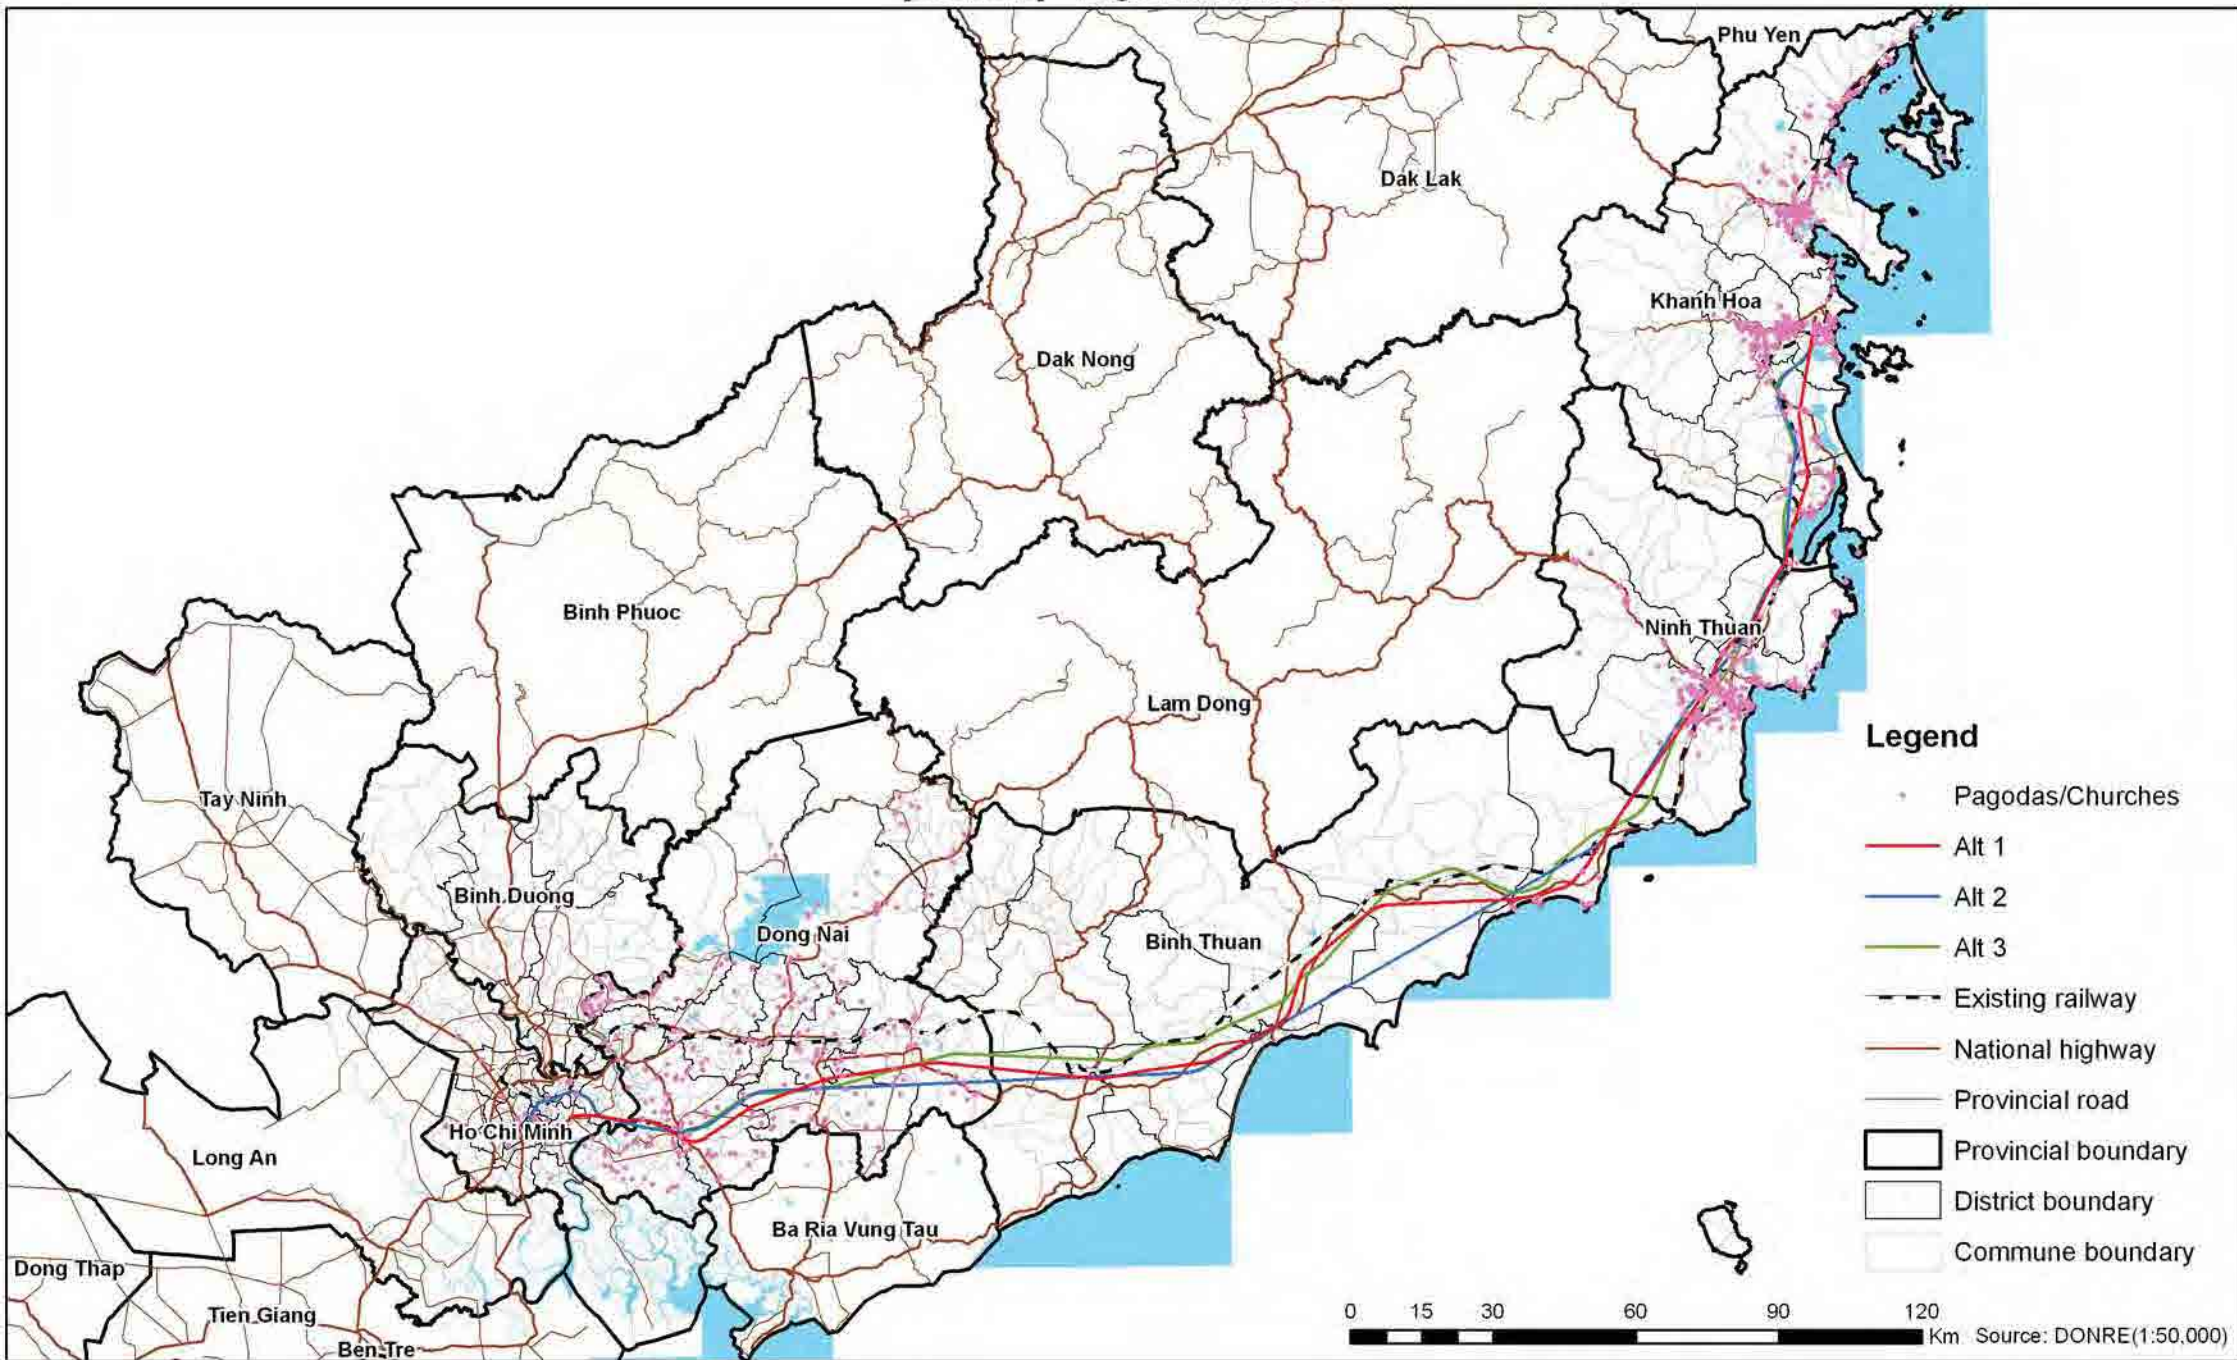 Phu Yen
Dak Lak
Khanh Hoa
Dak Nong
Binh Phuoc
Ninh Thuan
Lam Dong
Tay Ninh
Binh Duong
Dong Nai
Binh Thuan
Ho Chi Minh
Long An
Ba Ria Vung Tau
Dong Thap
Tien Giang
Ben Tre
Legend
Pagodas/Churches
Alt 1
Alt 2
Alt 3
Existing railway
National highway
Provincial road
Provincial boundary
District boundary
Commune boundary
0 15 30 60 90 120
Km Source: DONRE(1:50,000)